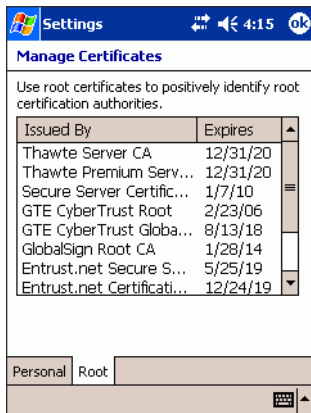 Settings 4:15 ok
Manage Certificates
Use root certificates to positively identify root
certification authorities.
Issued By Expires
Thawte Server CA 12/31/20
Thawte Premium Serv... 12/31/20
Secure Server Certific... 1/7/10
GTE CyberTrust Root 2/23/06
GTE CyberTrust Globa... 8/13/18
GlobalSign Root CA 1/28/14
Entrust.net Secure S... 5/25/19
Entrust.net Certificati... 12/24/19
Personal Root